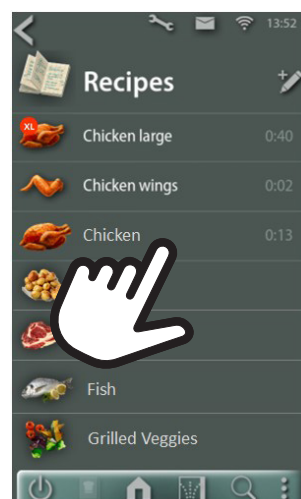 13:52
Recipes
XL
Chicken large 0:40
Chicken wings 0:02
Chicken 0:13
Fish
Grilled Veggies